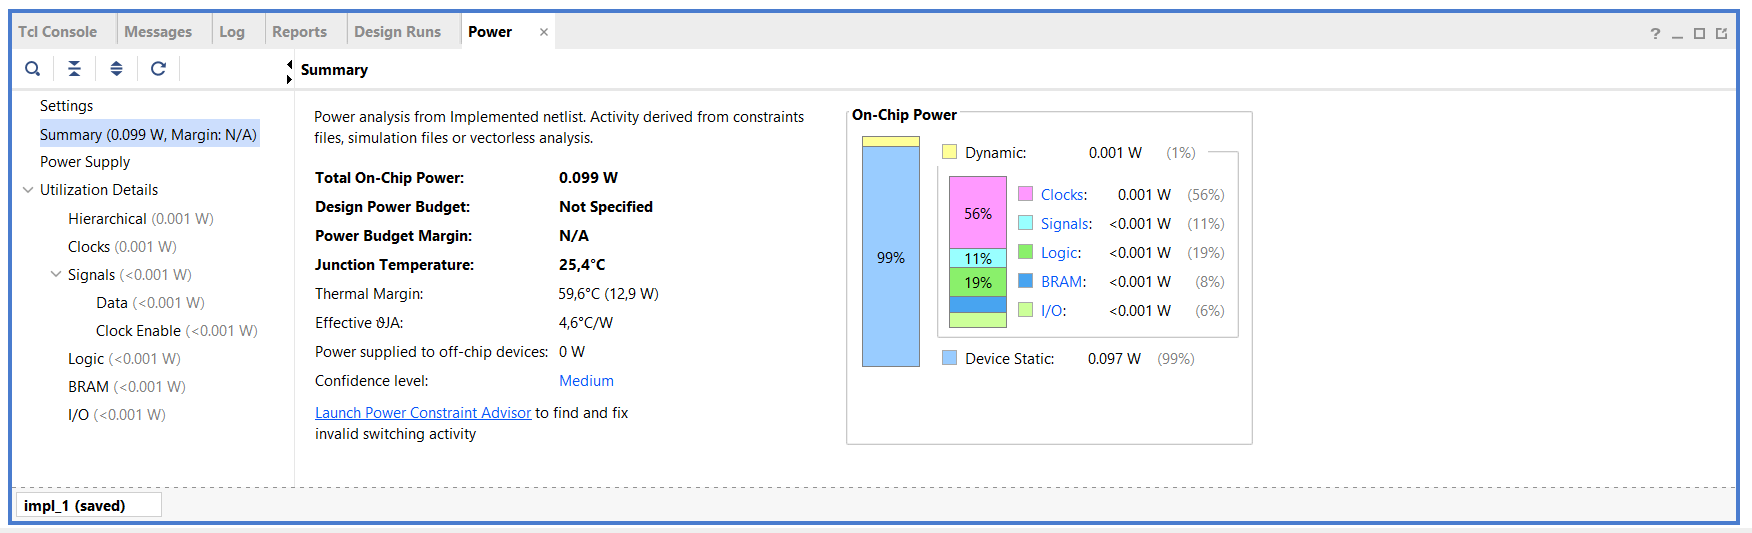 Tcl Console Messages Log Reports Design Runs Power × ?
Summary
Settings
Summary (0.099 W, Margin: N/A)
Power Supply
Utilization Details
Hierarchical (0.001 W)
Clocks (0.001 W)
Signals (<0.001 W)
Data (<0.001 W)
Clock Enable (<0.001 W)
Logic (<0.001 W)
BRAM (<0.001 W)
I/O (<0.001 W)
Power analysis from Implemented netlist. Activity derived from constraints
files, simulation files or vectorless analysis.
Total On-Chip Power: 0.099 W
Design Power Budget: Not Specified
Power Budget Margin: N/A
Junction Temperature: 25,4°C
Thermal Margin: 59,6°C (12,9 W)
Effective ϑJA: 4,6°C/W
Power supplied to off-chip devices: 0 W
Confidence level: Medium
Launch Power Constraint Advisor to find and fix
invalid switching activity
On-Chip Power
99%
Dynamic: 0.001 W (1%)
56%
11%
19%
Clocks: 0.001 W (56%)
Signals: <0.001 W (11%)
Logic: <0.001 W (19%)
BRAM: <0.001 W (8%)
I/O: <0.001 W (6%)
Device Static: 0.097 W (99%)
impl_1 (saved)